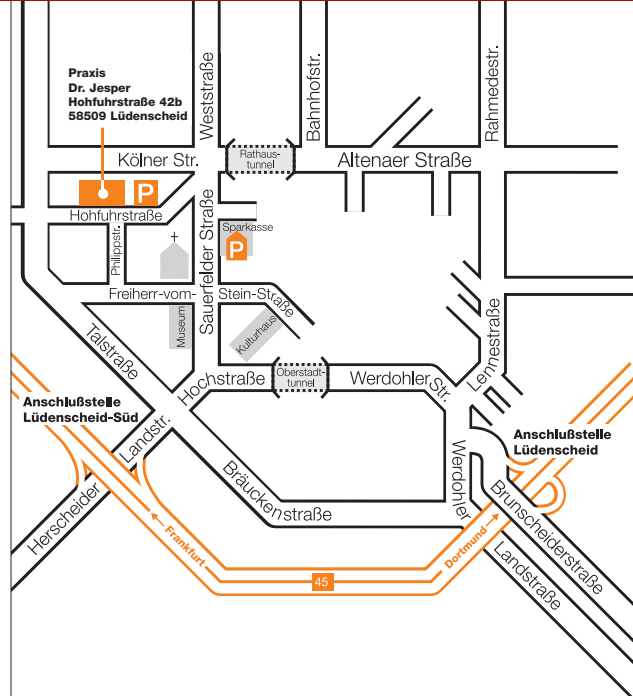 Praxis
Dr. Jesper
Hohfuhrstraße 42b
58509 Lüdenscheid
Weststraße
Bahnhofstr.
Rahmedestr.
Kölner Str.
Rathaus-
tunnel
Altenaer Straße
P
Hohfuhrstraße
Philippstr.
Sauerfelder Straße
Sparkasse
P
Freiherr-vom-
Stein-Straße
Museum
Kulturhaus
Talstraße
Hochstraße
Oberstadt-
tunnel
Werdohler Str.
Lennestraße
Anschlußstelle
Lüdenscheid-Süd
Herscheider
Landstr.
Anschlußstelle
Lüdenscheid
Bräuckenstraße
Werdohler
Landstraße
Brunscheiderstraße
Frankfurt
Dortmund
45